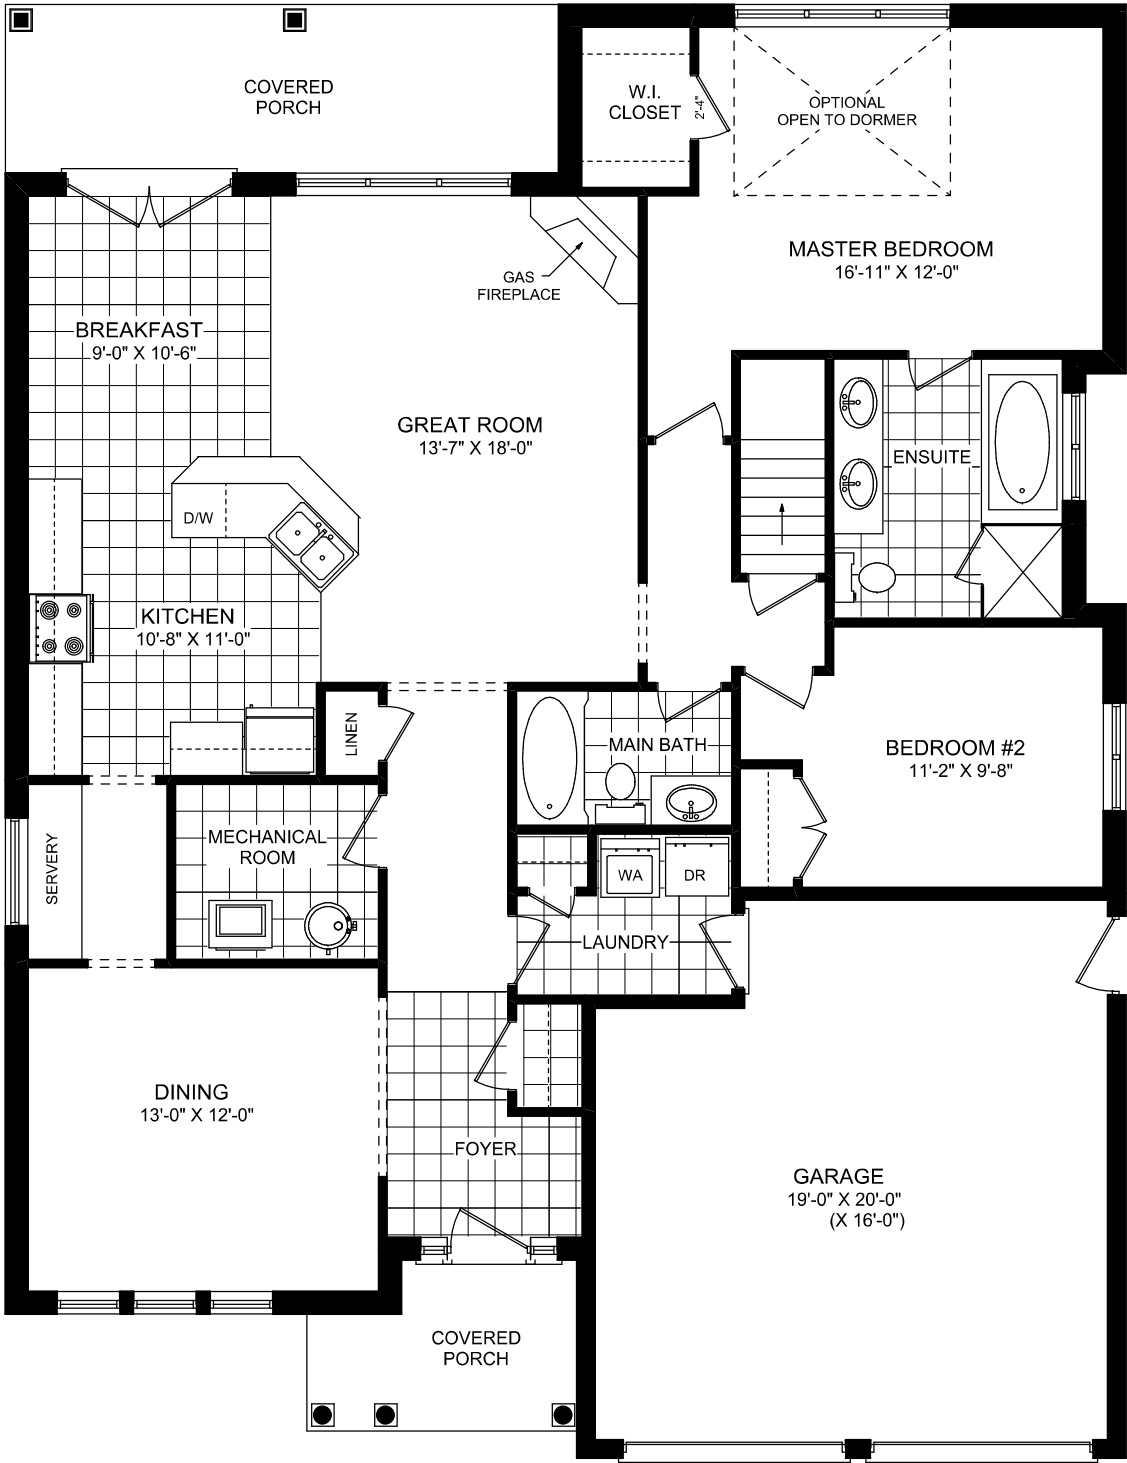 COVERED
PORCH
W.I.
CLOSET
2'-4"
OPTIONAL
OPEN TO DORMER
MASTER BEDROOM
16'-11" X 12'-0"
GAS
FIREPLACE
BREAKFAST
9'-0" X 10'-6"
GREAT ROOM
13'-7" X 18'-0"
ENSUITE
D/W
KITCHEN
10'-8" X 11'-0"
LINEN
MAIN BATH
BEDROOM #2
11'-2" X 9'-8"
SERVERY
MECHANICAL
ROOM
WA
DR
LAUNDRY
DINING
13'-0" X 12'-0"
FOYER
GARAGE
19'-0" X 20'-0"
(X 16'-0")
COVERED
PORCH